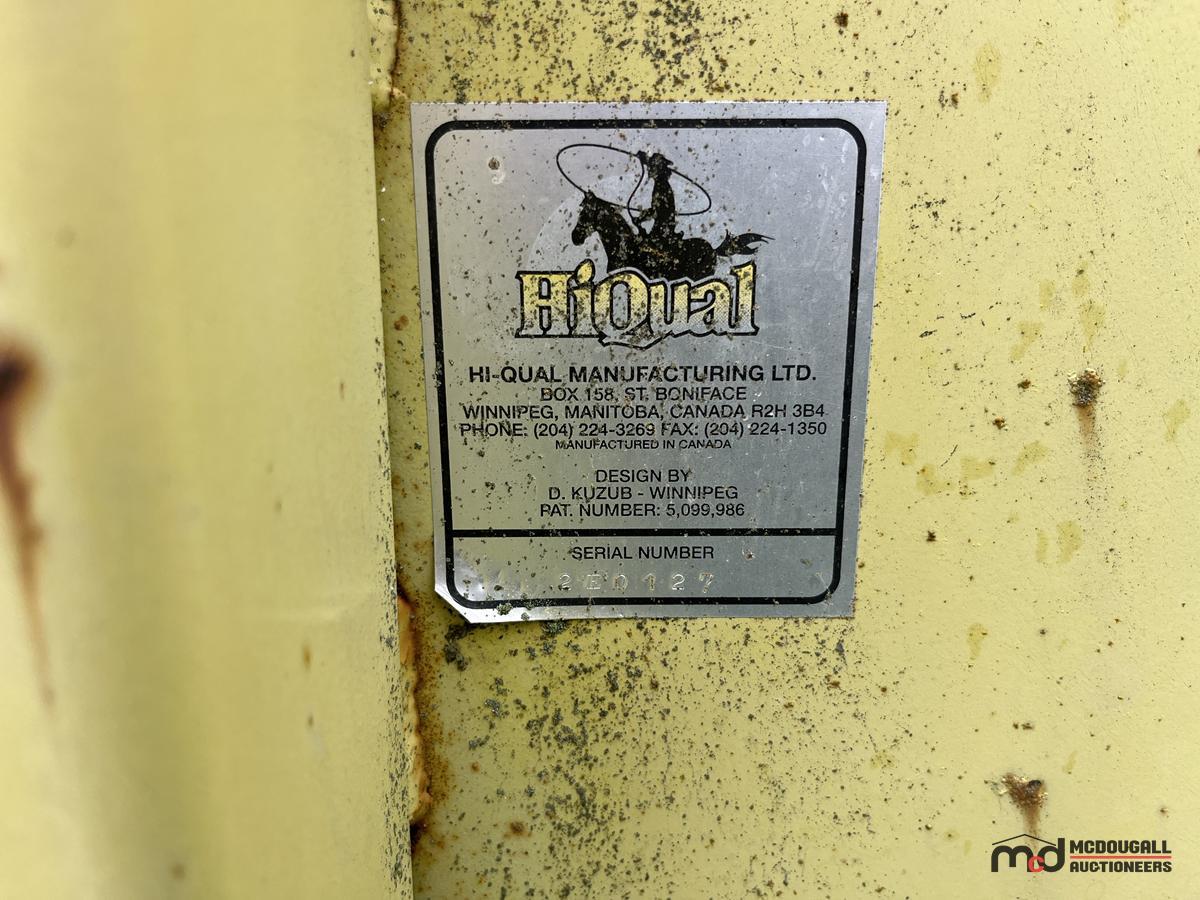 HiQual
HI-QUAL MANUFACTURING LTD.
BOX 158, ST. BONIFACE
WINNIPEG, MANITOBA, CANADA R2H 3B4
PHONE: (204) 224-3269 FAX: (204) 224-1350
MANUFACTURED IN CANADA
DESIGN BY
D. KUZUB - WINNIPEG
PAT. NUMBER: 5,099,986
SERIAL NUMBER
2E0127
mcd MCDOUGALL
AUCTIONEERS